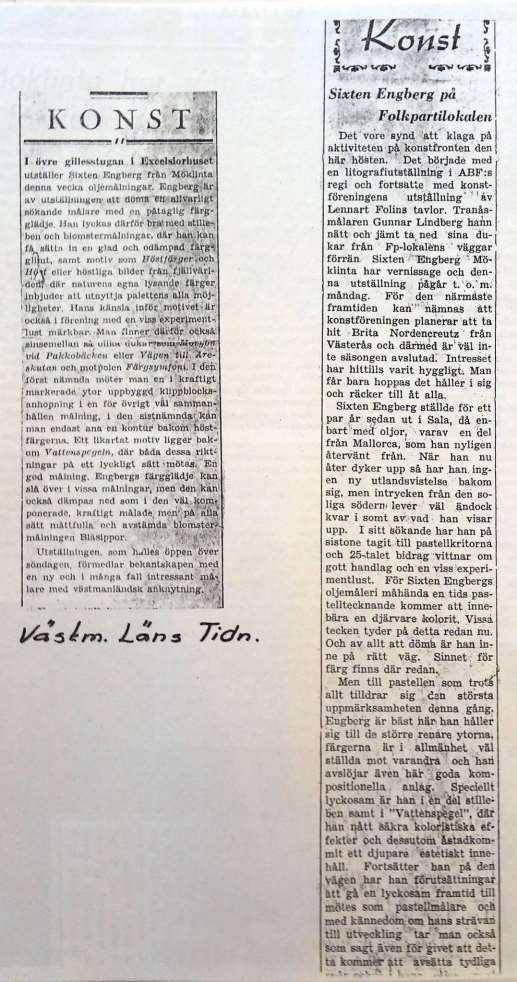 KONST
I övre gillesstugan i Excelsiorhuset
utställer Sixten Engberg från Möklinta
denna vecka oljemålningar. Engberg är
av utställningen att döma en allvarligt
sökande målare med en påtaglig färg-
glädje. Han lyckas därför bra med stille-
ben och blomstermålningar, där han kan
få sätta in en glad och odämpad färg-
glint, samt motiv som Höstfärger och
Höst eller höstliga bilder från fjällvärl-
den, där naturens egna lysande färger
inbjuder att utnyttja palettens alla möj-
ligheter. Hans känsla inför motivet är
också i förening med en viss experiment-
lust märkbar. Man finner därför också
sinsemellan så olika dukar som Motsjön
vid Pakkobäcken eller Vägen till Åre-
skutan och motpolen Färgsymfoni. I den
först nämnda möter man en i kraftigt
markerade ytor uppbyggd klippblocks-
anhopning i en för övrigt väl samman-
hållen målning, i den sistnämnda kan
man endast ana en kontur bakom höst-
färgerna. Ett likartat motiv ligger bak-
om Vattenspegeln, där båda dessa rikt-
ningar på ett lyckligt sätt mötas. En
god målning. Engbergs färgglädje kan
slå över i vissa målningar, men den kan
också dämpas ned som i den väl kom-
ponerade, kraftigt målade men på alla
sätt måttfulla och avstämda blomster-
målningen Blåsippor.
Utställningen, som hålles öppen över
söndagen, förmedlar bekantskapen med
en ny och i många fall intressant må-
lare med västmanländsk anknytning.
Västm. Läns Tidn.
Konst
Sixten Engberg på
Folkpartilokalen
Det vore synd att klaga på
aktiviteten på konstfronten den
här hösten. Det började med
en litografiutställning i ABF:s
regi och fortsatte med konst-
föreningens utställning av
Lennart Folins tavlor. Tranås-
målaren Gunnar Lindberg hann
nätt och jämt ta ned sina du-
kar från Fp-lokalens väggar
förrän Sixten Engberg Mö-
klinta har vernissage och den-
na utställning pågår t. o. m.
måndag. För den närmaste
framtiden kan nämnas att
konstföreningen planerar att ta
hit Brita Nordencreutz från
Västerås och därmed är väl in-
te säsongen avslutad. Intresset
har hittills varit hyggligt. Man
får bara hoppas det håller i sig
och räcker till åt alla.
Sixten Engberg ställde för ett
par år sedan ut i Sala, då en-
bart med oljor, varav en del
från Mallorca, som han nyligen
återvänt från. När han nu
åter dyker upp så har han ing-
en ny utlandsvistelse bakom
sig, men intrycken från den so-
liga södern lever väl ändock
kvar i somt av vad han visar
upp. I sitt sökande har han på
sistone tagit till pastellkritorna
och 25-talet bidrag vittnar om
gott handlag och en viss experi-
mentlust. För Sixten Engbergs
oljemåleri måhända en tids pas-
telltecknande kommer att inne-
bära en djärvare kolorit. Vissa
tecken tyder på detta redan nu.
Och av allt att döma är han in-
ne på rätt väg. Sinnet för
färg finns där redan.
Men till pastellen som trots
allt tilldrar sig den största
uppmärksamheten denna gång.
Engberg är bäst här han håller
sig till de större renare ytorna,
färgerna är i allmänhet väl
ställda mot varandra och han
avslöjar även här goda kom-
positionella anlag. Speciellt
lyckosam är han i en del stille-
ben samt i "Vattenspegel", där
han nått säkra koloristiska ef-
fekter och dessutom åstadkom-
mit ett djupare estetiskt inne-
håll. Fortsätter han på den
vägen har han förutsättningar
att gå en lyckosam framtid till
mötes som pastellmålare och
med kännedom om hans strävan
till utveckling tar man också
som sagt även för givet att det-
ta kommer att avsätta tydliga